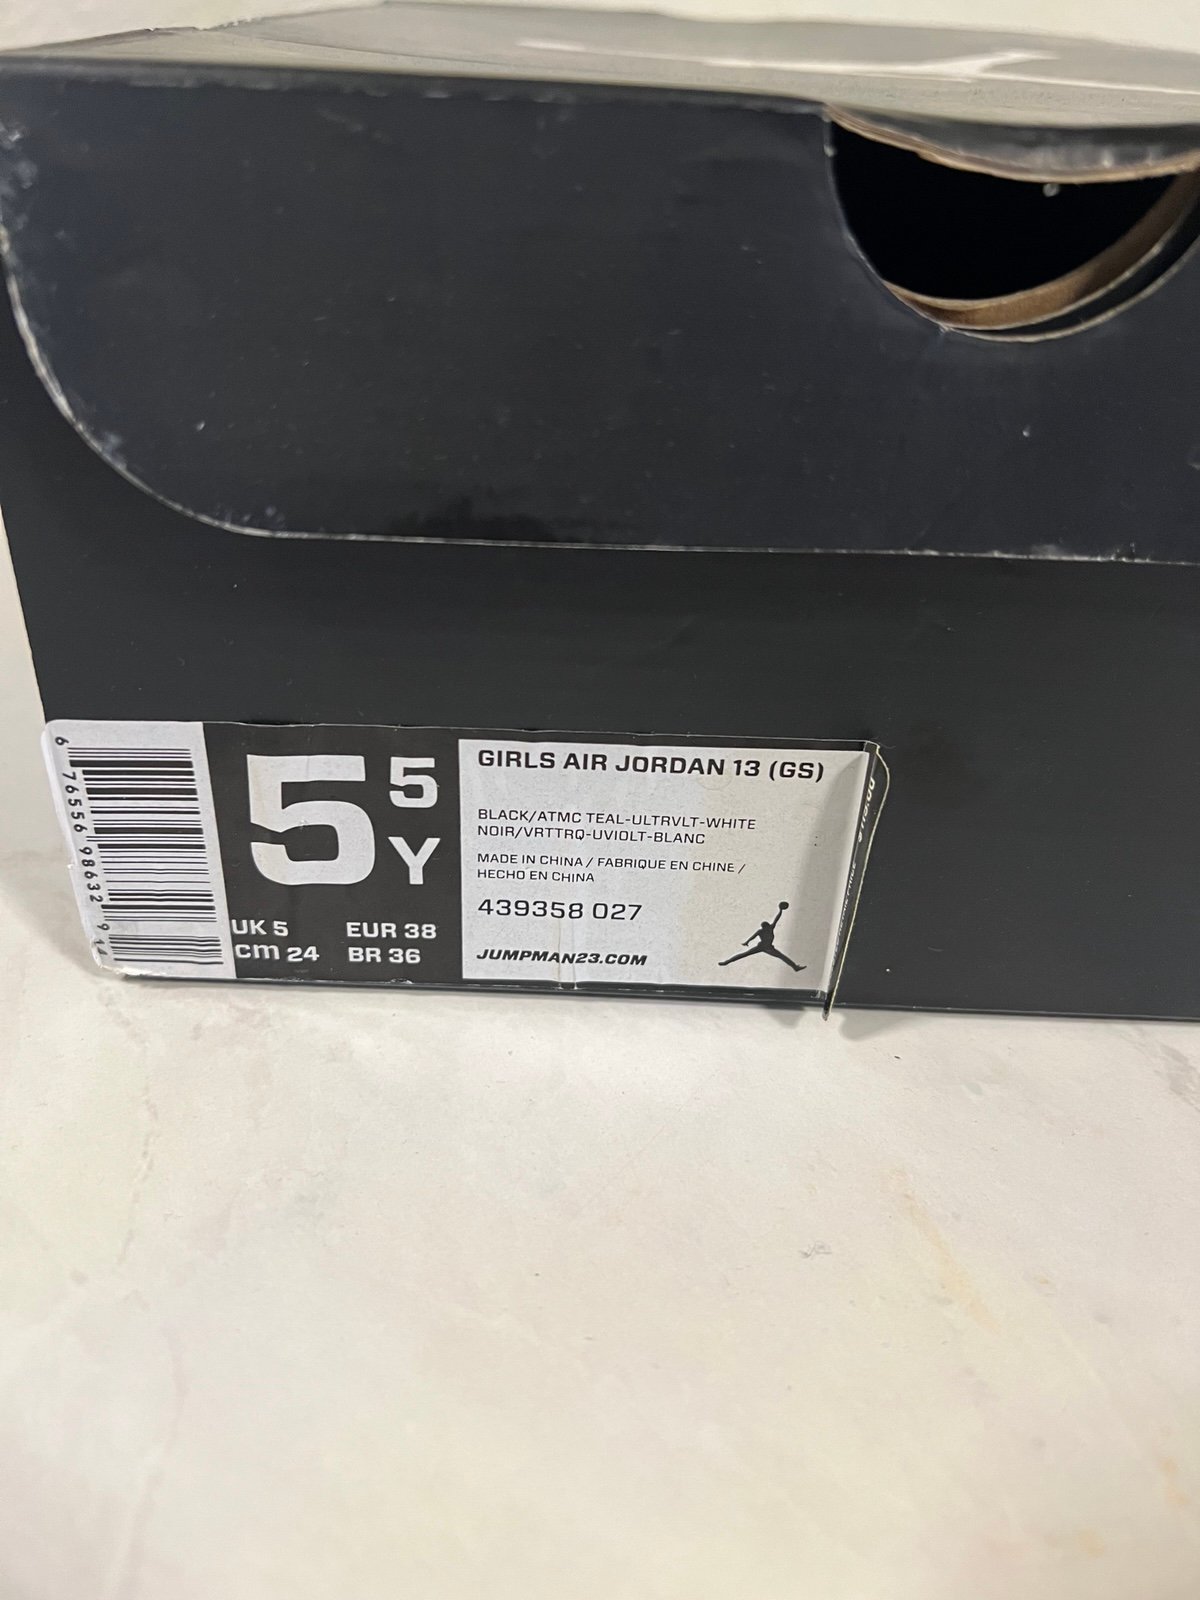 6 76556 98632 9 14
5 5 Y
UK 5 EUR 38
cm 24 BR 36
GIRLS AIR JORDAN 13 (GS)
BLACK/ATMC TEAL-ULTRVLT-WHITE
NOIR/VRTTRQ-UVIOLT-BLANC
MADE IN CHINA / FABRIQUE EN CHINE /
HECHO EN CHINA
439358 027
JUMPMAN23.COM